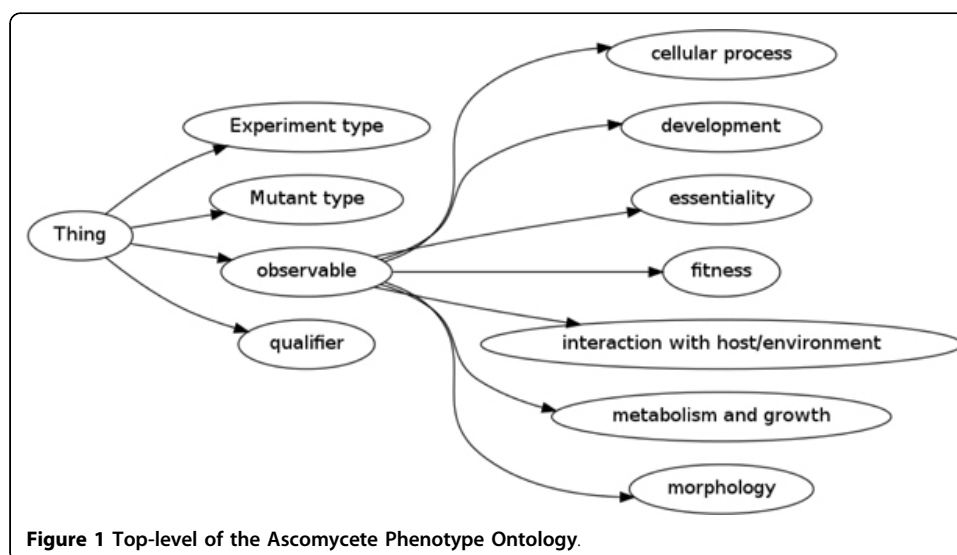 Thing
Experiment type
Mutant type
observable
qualifier
cellular process
development
essentiality
fitness
interaction with host/environment
metabolism and growth
morphology
Figure 1 Top-level of the Ascomycete Phenotype Ontology.